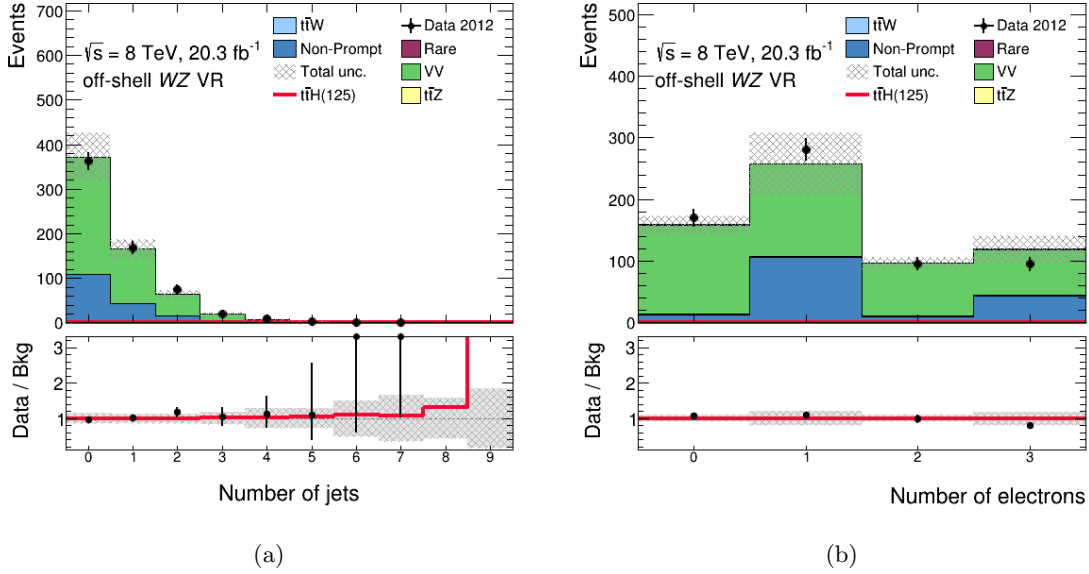 Events
700
600
500
400
300
200
100
0
√s = 8 TeV, 20.3 fb⁻¹
off-shell WZ VR
tt̄W
Non-Prompt
Total unc.
tt̄H(125)
Data 2012
Rare
VV
tt̄Z
Data / Bkg
3
2
1
0 1 2 3 4 5 6 7 8 9
Number of jets
(a)
Events
500
400
300
200
100
0
√s = 8 TeV, 20.3 fb⁻¹
off-shell WZ VR
tt̄W
Non-Prompt
Total unc.
tt̄H(125)
Data 2012
Rare
VV
tt̄Z
Data / Bkg
3
2
1
0 1 2 3
Number of electrons
(b)